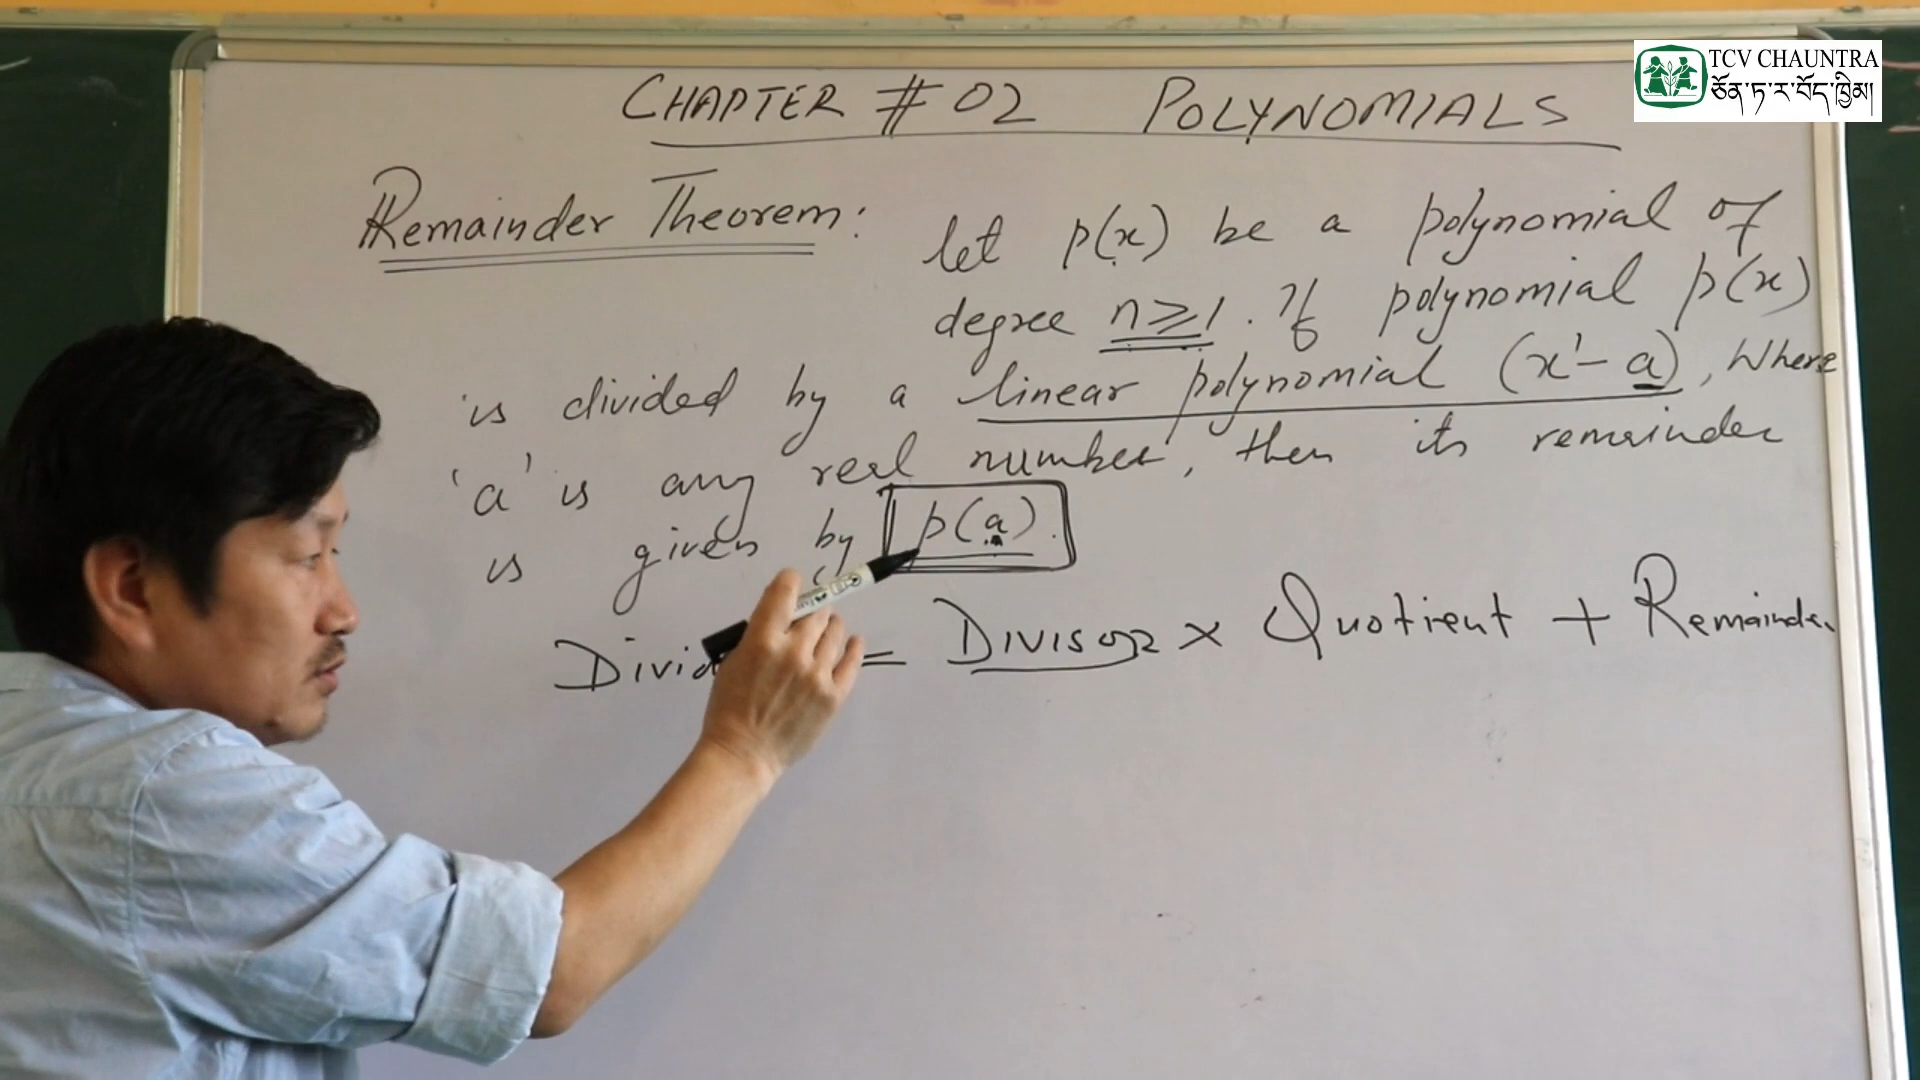 TCV CHAUNTRA
ཙོན་ཏ་ར་བོད་ཁྱིམ།
CHAPTER # 02 POLYNOMIALS
Remainder Theorem: let p(x) be a polynomial of
degree n≥1. If polynomial p(x)
is divided by a linear polynomial (x¹-a), Where
'a' is any real number, then its remainder
is given by p(a).
= DIVISOR × Quotient + Remainder